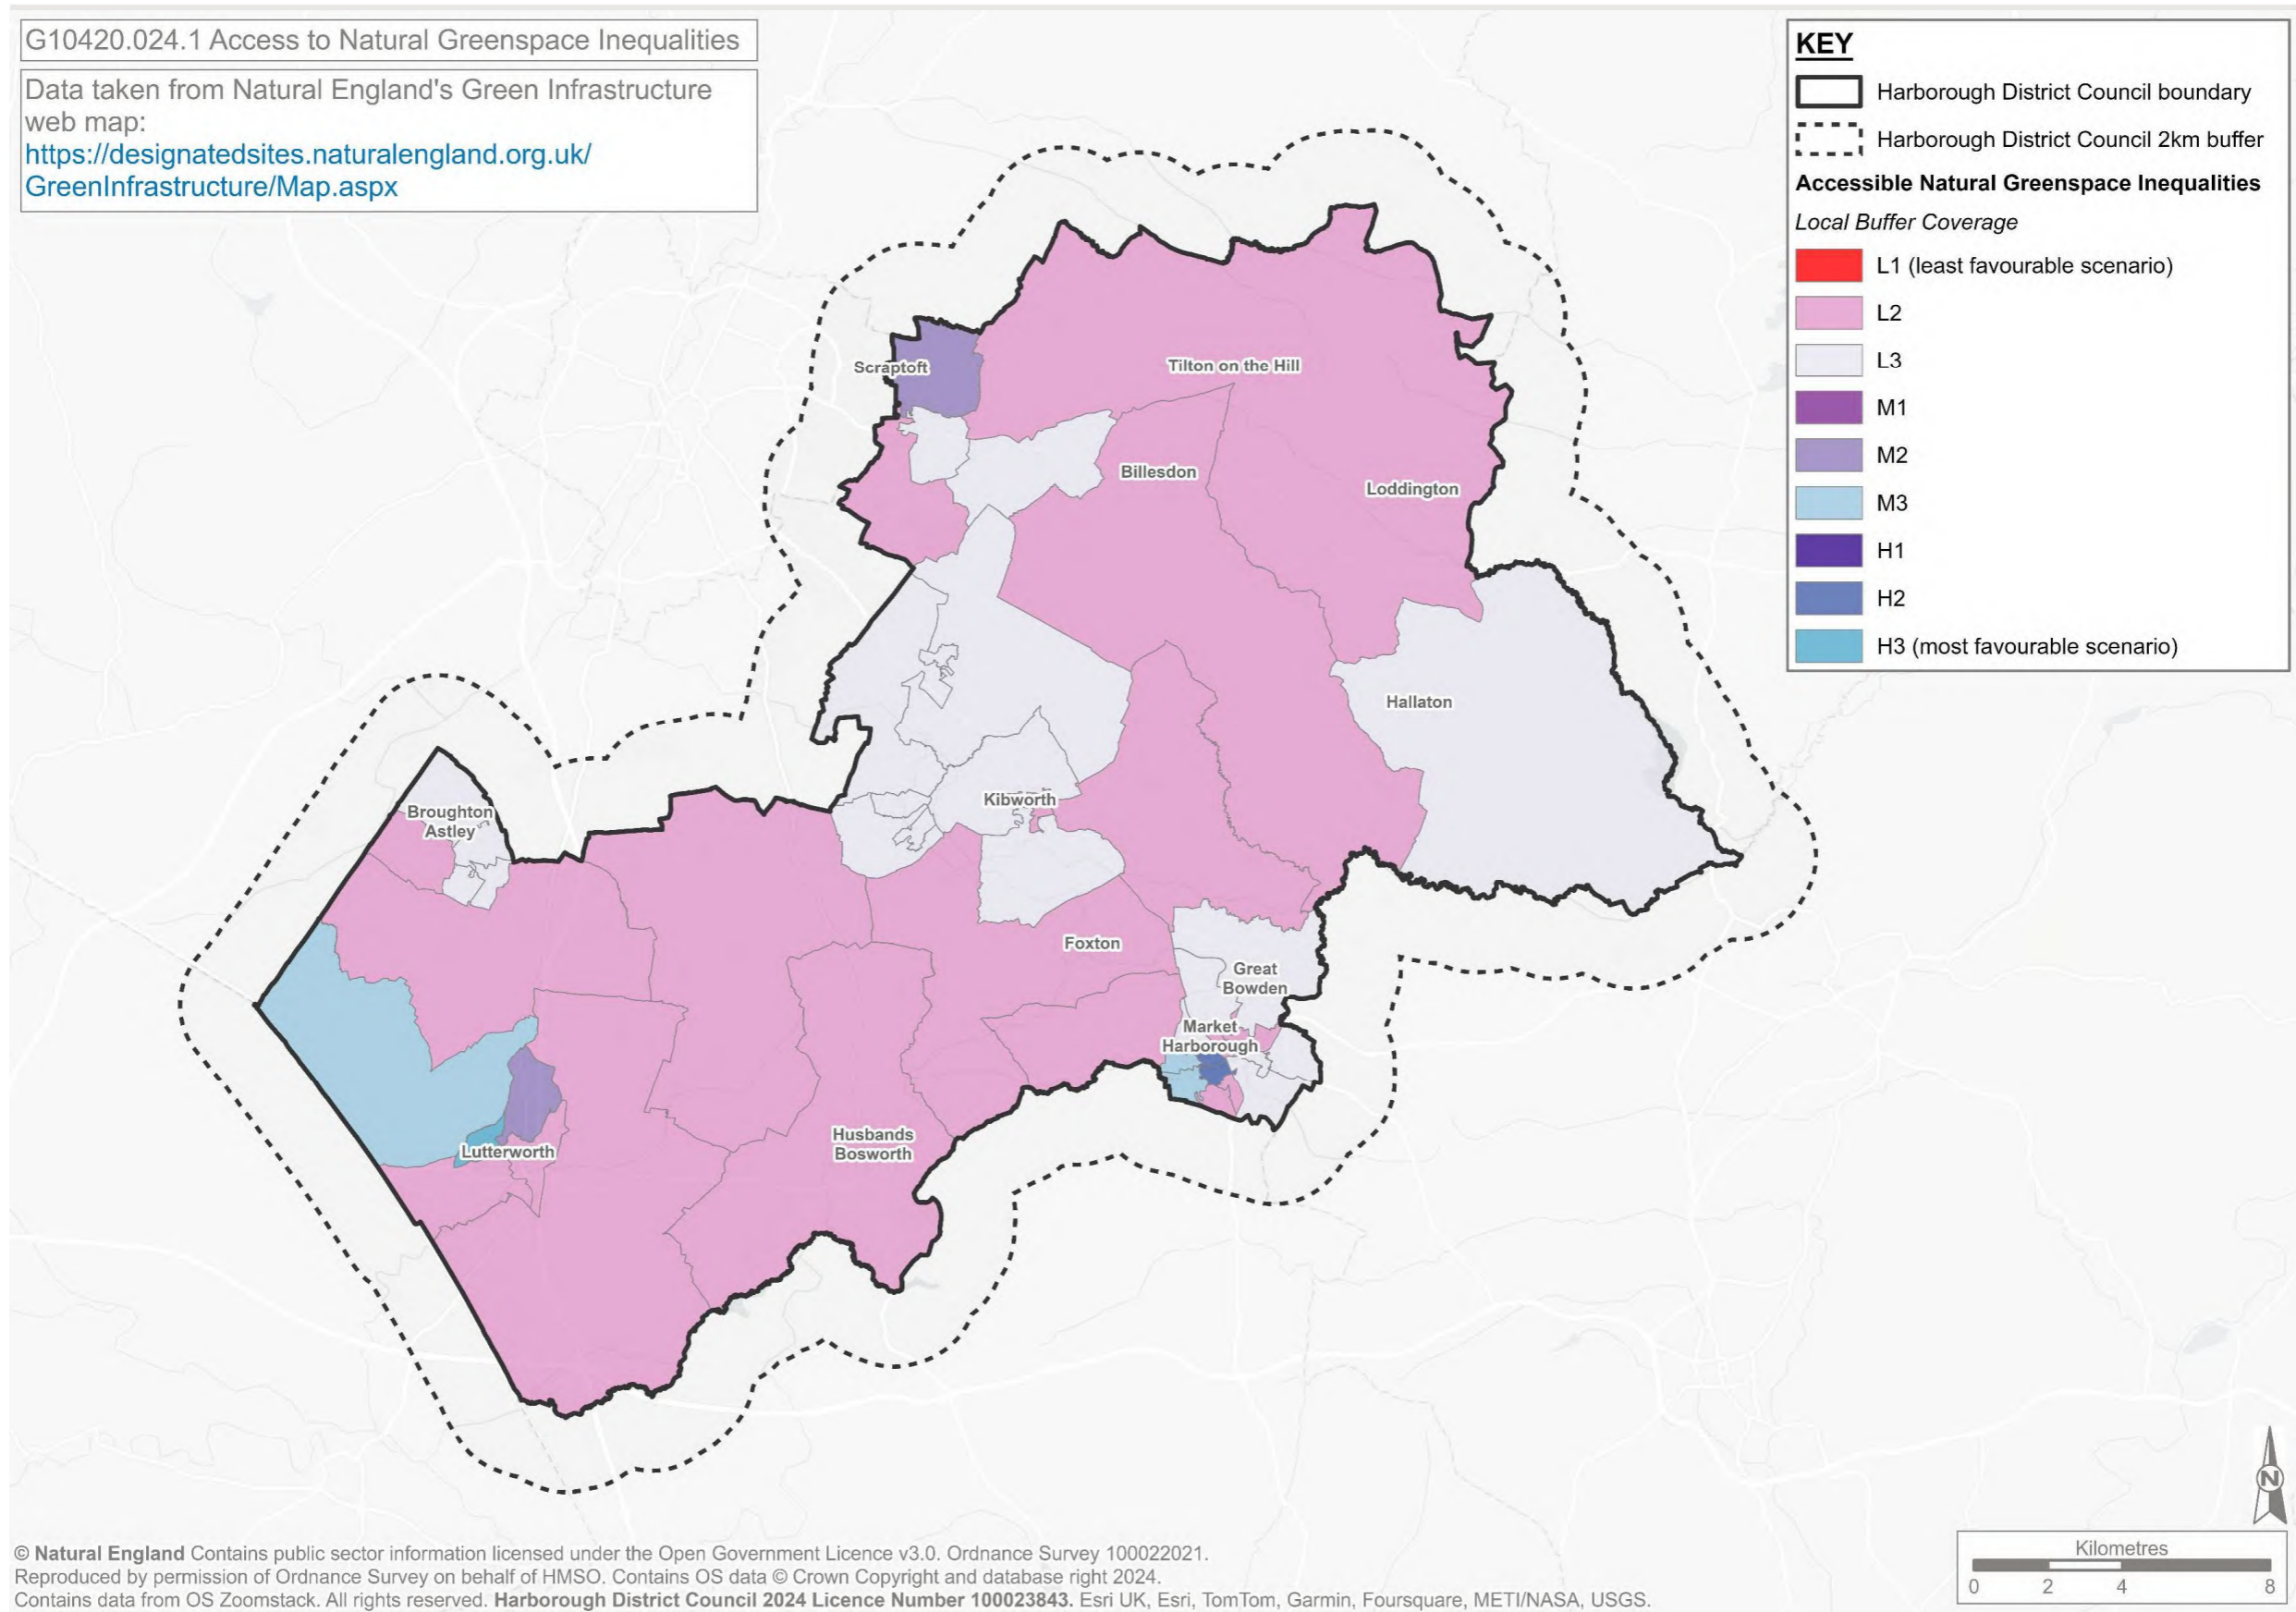 G10420.024.1 Access to Natural Greenspace Inequalities
Data taken from Natural England's Green Infrastructure
web map:
https://designatedsites.naturalengland.org.uk/
GreenInfrastructure/Map.aspx
KEY
Harborough District Council boundary
Harborough District Council 2km buffer
Accessible Natural Greenspace Inequalities
Local Buffer Coverage
L1 (least favourable scenario)
L2
L3
M1
M2
M3
H1
H2
H3 (most favourable scenario)
Scraptoft
Tilton on the Hill
Billesdon
Loddington
Hallaton
Kibworth
Broughton
Astley
Foxton
Great
Bowden
Market
Harborough
Husbands
Bosworth
Lutterworth
N
Kilometres
0 2 4 8
© Natural England Contains public sector information licensed under the Open Government Licence v3.0. Ordnance Survey 100022021.
Reproduced by permission of Ordnance Survey on behalf of HMSO. Contains OS data © Crown Copyright and database right 2024.
Contains data from OS Zoomstack. All rights reserved. Harborough District Council 2024 Licence Number 100023843. Esri UK, Esri, TomTom, Garmin, Foursquare, METI/NASA, USGS.